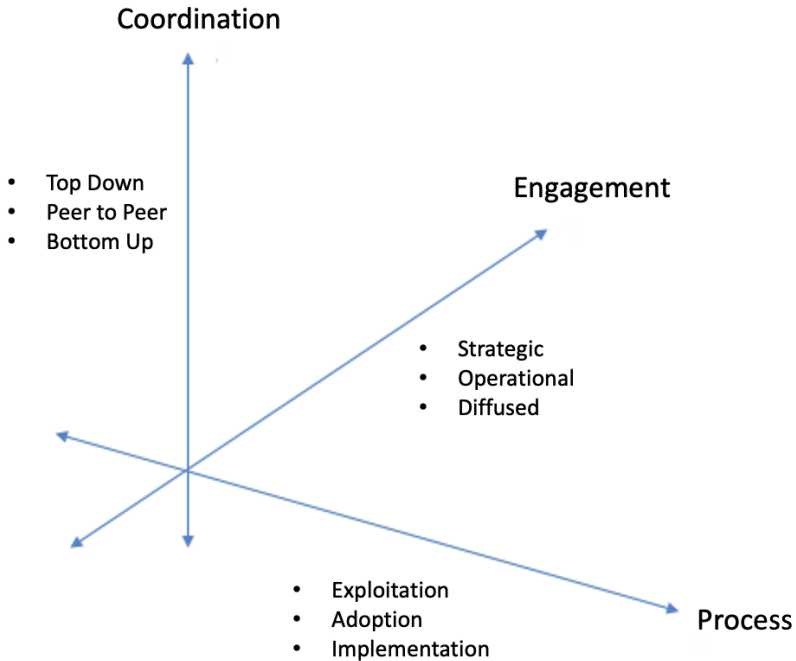 Coordination
• Top Down
• Peer to Peer
• Bottom Up
Engagement
• Strategic
• Operational
• Diffused
• Exploitation
• Adoption
• Implementation
Process